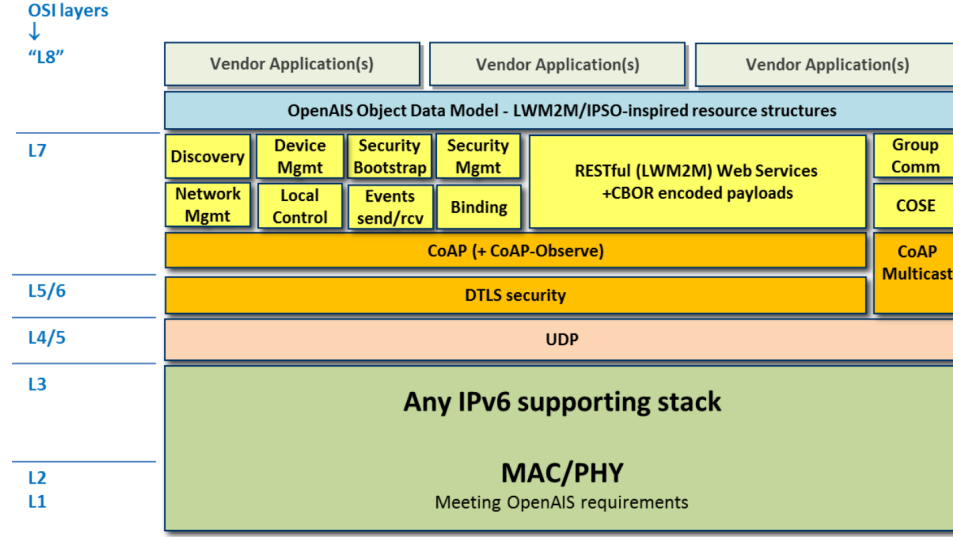 OSI layers
↓
“L8”
Vendor Application(s)
Vendor Application(s)
Vendor Application(s)
OpenAIS Object Data Model - LWM2M/IPSO-inspired resource structures
L7
Discovery
Device
Mgmt
Security
Bootstrap
Security
Mgmt
RESTful (LWM2M) Web Services
+CBOR encoded payloads
Group
Comm
Network
Mgmt
Local
Control
Events
send/rcv
Binding
COSE
CoAP (+ CoAP-Observe)
CoAP
Multicast
L5/6
DTLS security
L4/5
UDP
L3
Any IPv6 supporting stack
L2
MAC/PHY
L1
Meeting OpenAIS requirements